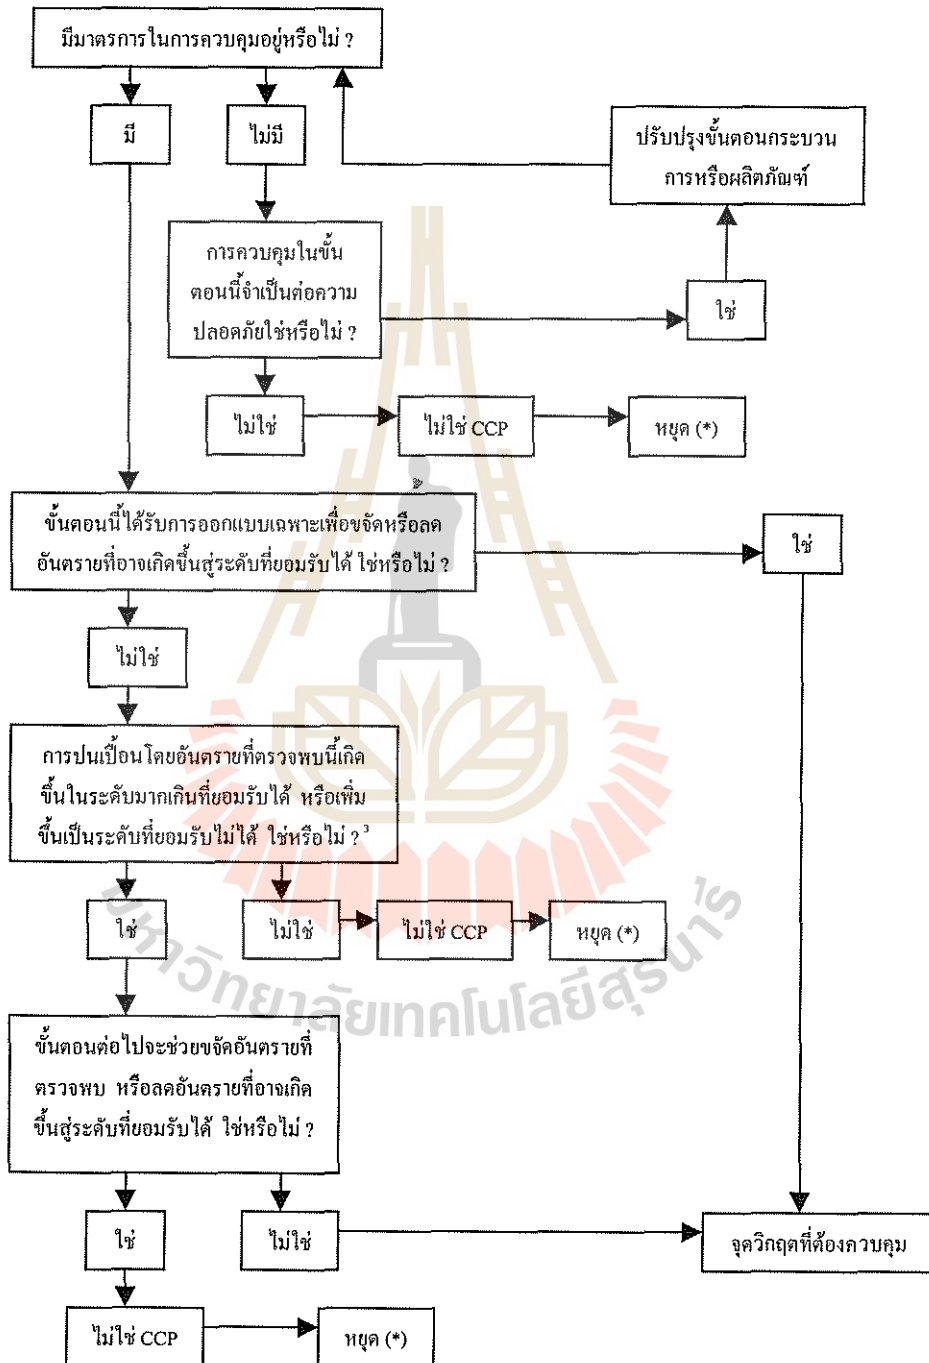 มีมาตรการในการควบคุมอยู่หรือไม่ ?
มี
ไม่มี
ปรับปรุงขั้นตอนกระบวน
การหรือผลิตภัณฑ์
การควบคุมในขั้น
ตอนนี้จำเป็นต่อความ
ปลอดภัยใช่หรือไม่ ?
ใช่
ไม่ใช่
ไม่ใช่ CCP
หยุด (*)
ขั้นตอนนี้ได้รับการออกแบบเฉพาะเพื่อขจัดหรือลด
อันตรายที่อาจเกิดขึ้นสู่ระดับที่ยอมรับได้ ใช่หรือไม่ ?
ใช่
ไม่ใช่
การปนเปื้อนโดยอันตรายที่ตรวจพบนี้เกิด
ขึ้นในระดับมากเกินที่ยอมรับได้ หรือเพิ่ม
ขึ้นเป็นระดับที่ยอมรับไม่ได้ ใช่หรือไม่ ?³
ใช่
ไม่ใช่
ไม่ใช่ CCP
หยุด (*)
มหาวิทยาลัยเทคโนโลยีสุรนารี
ขั้นตอนต่อไปจะช่วยขจัดอันตรายที่
ตรวจพบ หรือลดอันตรายที่อาจเกิด
ขึ้นสู่ระดับที่ยอมรับได้ ใช่หรือไม่ ?
ใช่
ไม่ใช่
จุดวิกฤตที่ต้องควบคุม
ไม่ใช่ CCP
หยุด (*)